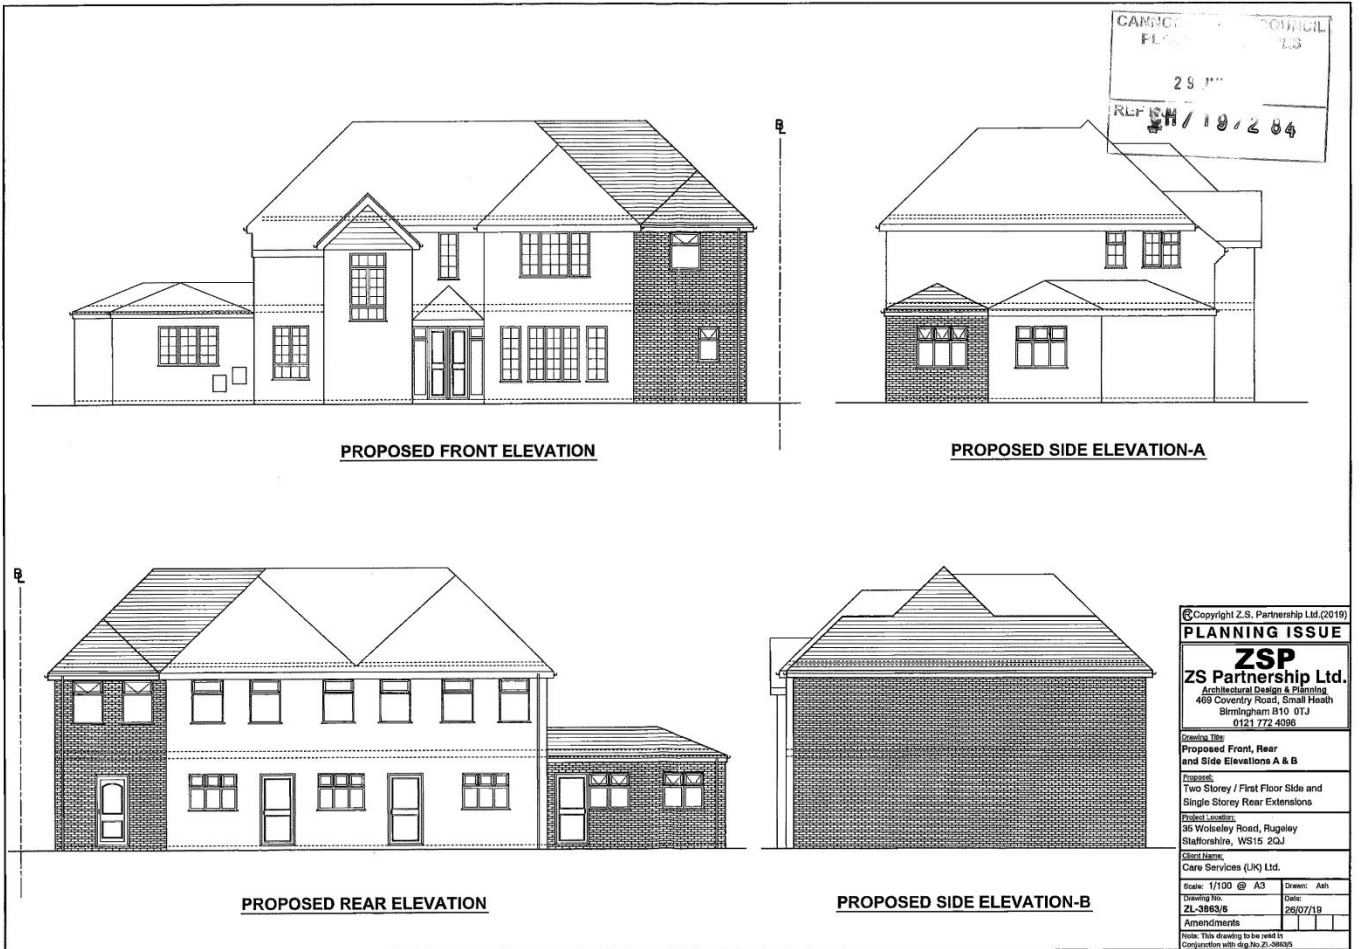 COUNCIL
29
PROPOSED FRONT ELEVATION
PROPOSED SIDE ELEVATION-A
PROPOSED REAR ELEVATION
PROPOSED SIDE ELEVATION-B
Copyright Z.S. Partnership Ltd.(2019)
PLANNING ISSUE
ZSP
ZS Partnership Ltd.
Architectural Design & Planning
469 Coventry Road, Small Heath
Birmingham B10 0TJ
0121 772 4096
Drawing Title:
Proposed Front, Rear
and Side Elevations A & B
Proposal:
Two Storey / First Floor Side and
Single Storey Rear Extensions
Project Location:
35 Wolseley Road, Rugeley
Staffordshire, WS15 2QJ
Client Name:
Care Services (UK) Ltd.
Scale: 1/100 @ A3 Drawn: Ash
Drawing No. Date:
ZL-3863/6 26/07/19
Amendments
Note: This drawing to be read in
Conjunction with drg.No.ZL-3863/5